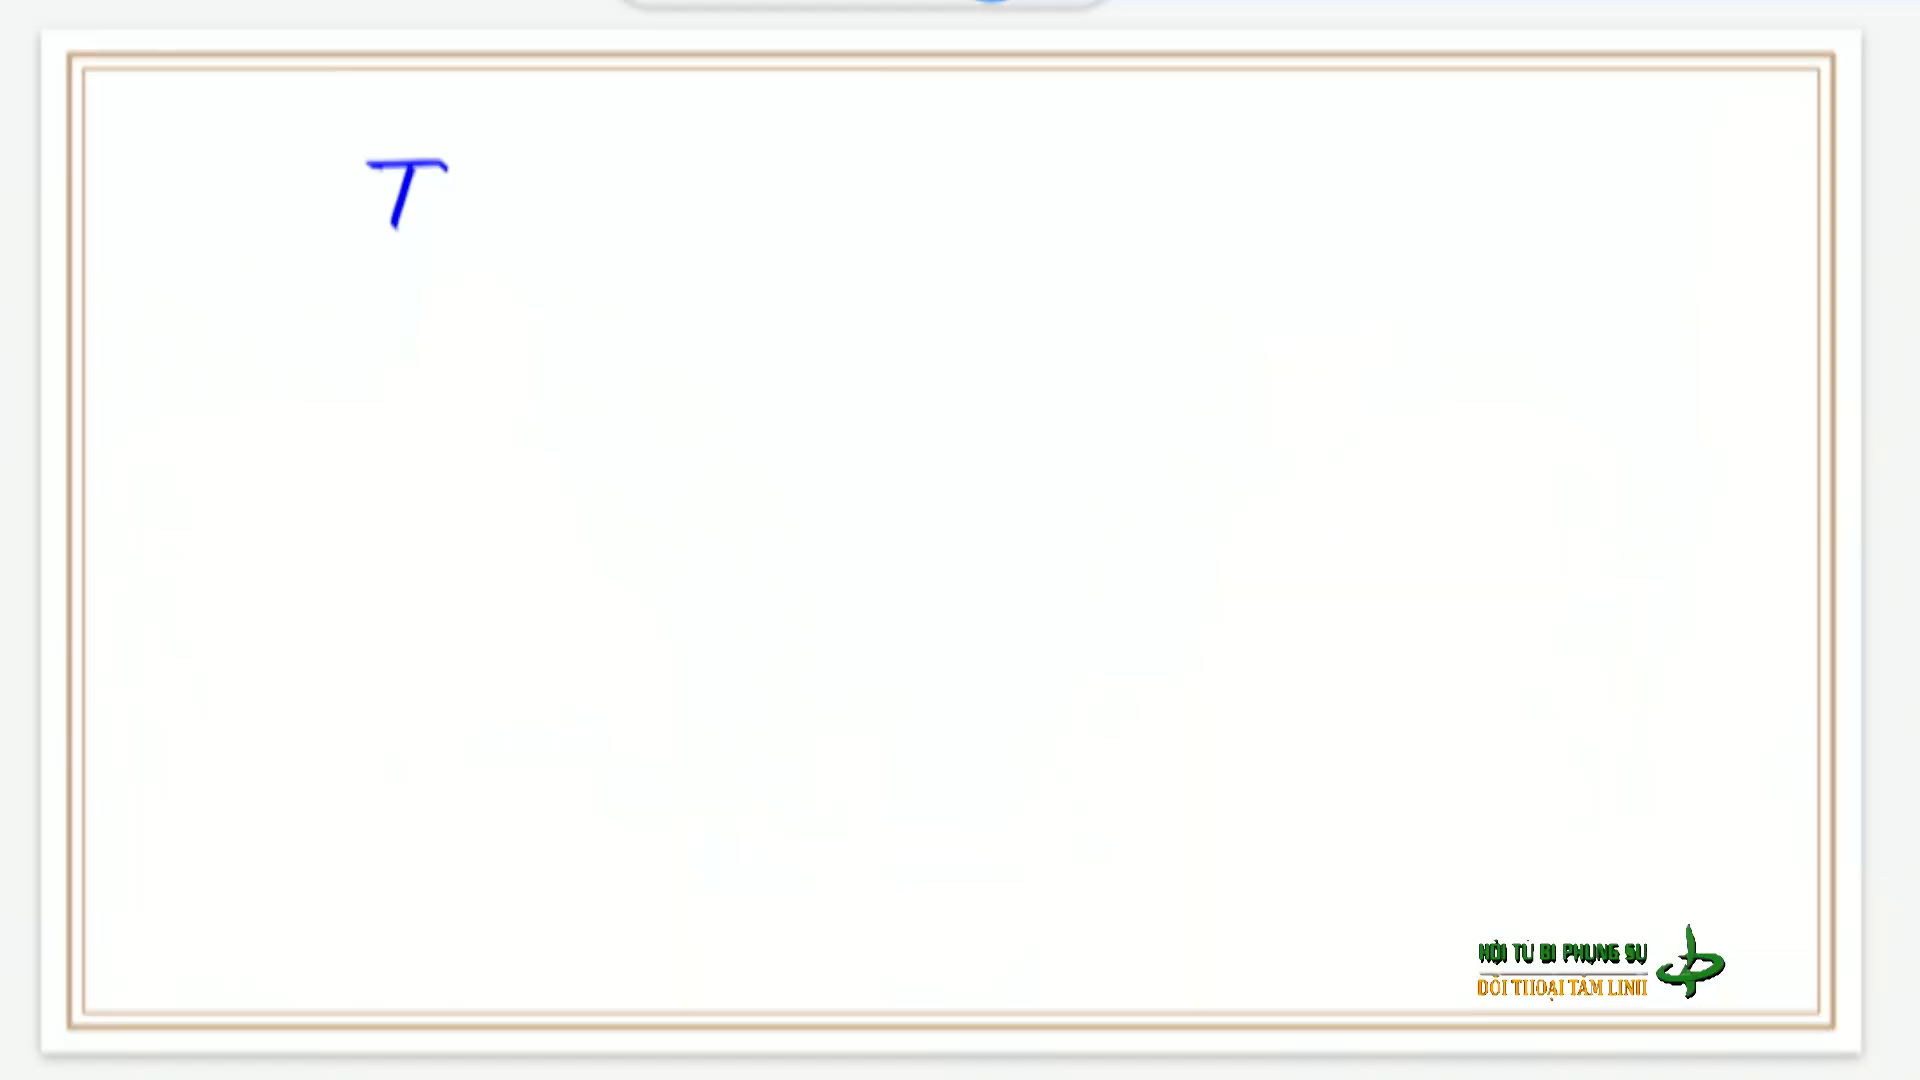 T
HỘI TỪ BI PHỤNG SỰ
ĐỐI THOẠI TÂM LINH